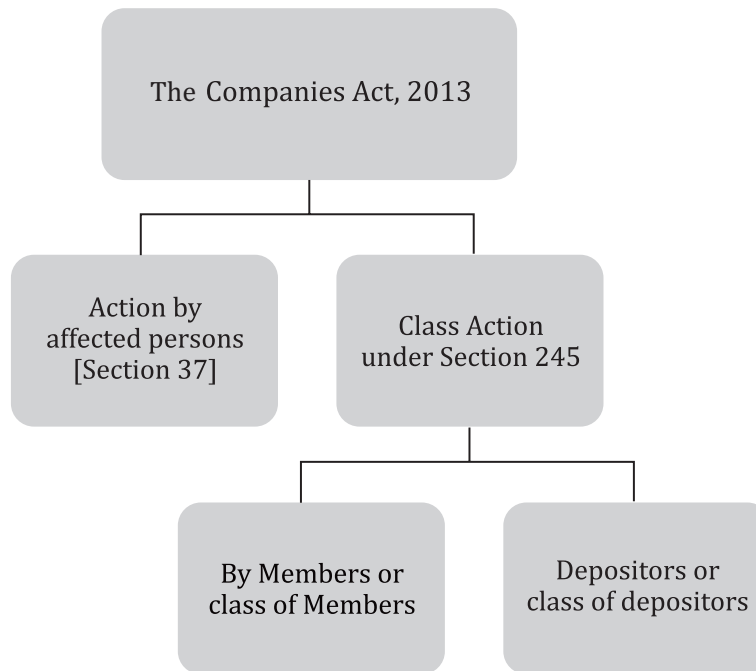 The Companies Act, 2013
Action by
affected persons
[Section 37]
Class Action
under Section 245
By Members or
class of Members
Depositors or
class of depositors